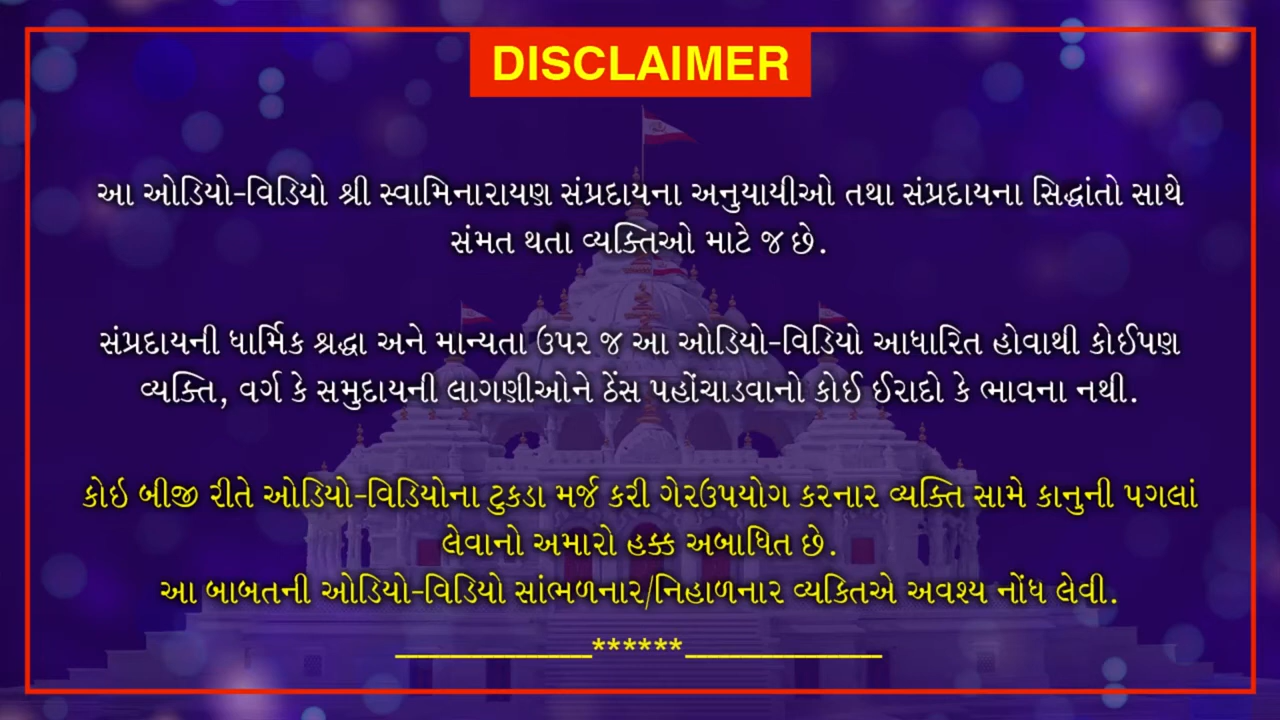 DISCLAIMER
આ ઓડિયો-વિડિયો શ્રી સ્વામિનારાયણ સંપ્રદાયના અનુયાયીઓ તથા સંપ્રદાયના સિદ્ધાંતો સાથે
સંમત થતા વ્યક્તિઓ માટે જ છે.
સંપ્રદાયની ધાર્મિક શ્રદ્ધા અને માન્યતા ઉપર જ આ ઓડિયો-વિડિયો આધારિત હોવાથી કોઈપણ
વ્યક્તિ, વર્ગ કે સમુદાયની લાગણીઓને ઠેંસ પહોંચાડવાનો કોઈ ઈરાદો કે ભાવના નથી.
કોઇ બીજી રીતે ઓડિયો-વિડિયોના ટુકડા મર્જ કરી ગેરઉપયોગ કરનાર વ્યક્તિ સામે કાનુની પગલાં
લેવાનો અમારો હક્ક અબાધિત છે.
આ બાબતની ઓડિયો-વિડિયો સાંભળનાર/નિહાળનાર વ્યકિતએ અવશ્ય નોંધ લેવી.
______________******______________